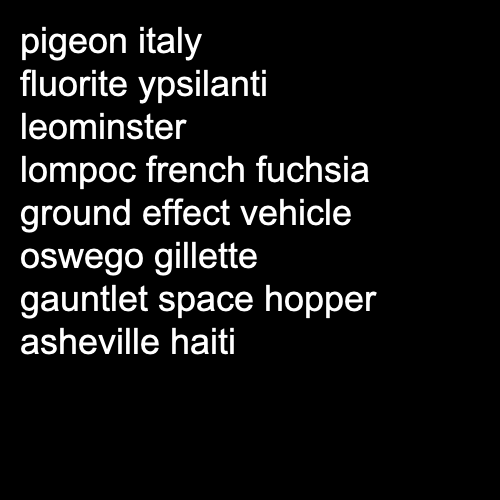 pigeon italy
fluorite ypsilanti
leominster
lompoc french fuchsia
ground effect vehicle
oswego gillette
gauntlet space hopper
asheville haiti